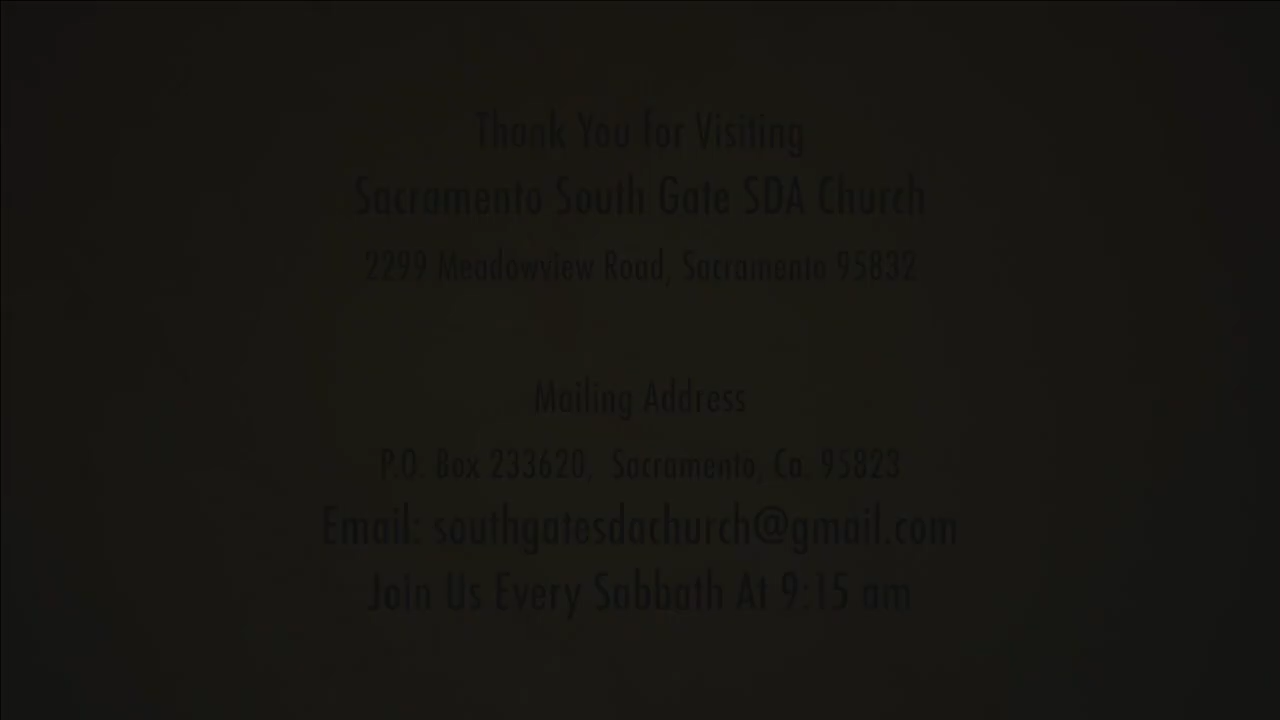 Thank You For Visiting
Sacramento South Gate SDA Church
2299 Meadowview Road, Sacramento 95832
Mailing Address
P.O. Box 233620, Sacramento, Ca. 95823
Email: southgatesdachurch@gmail.com
Join Us Every Sabbath At 9:15 am